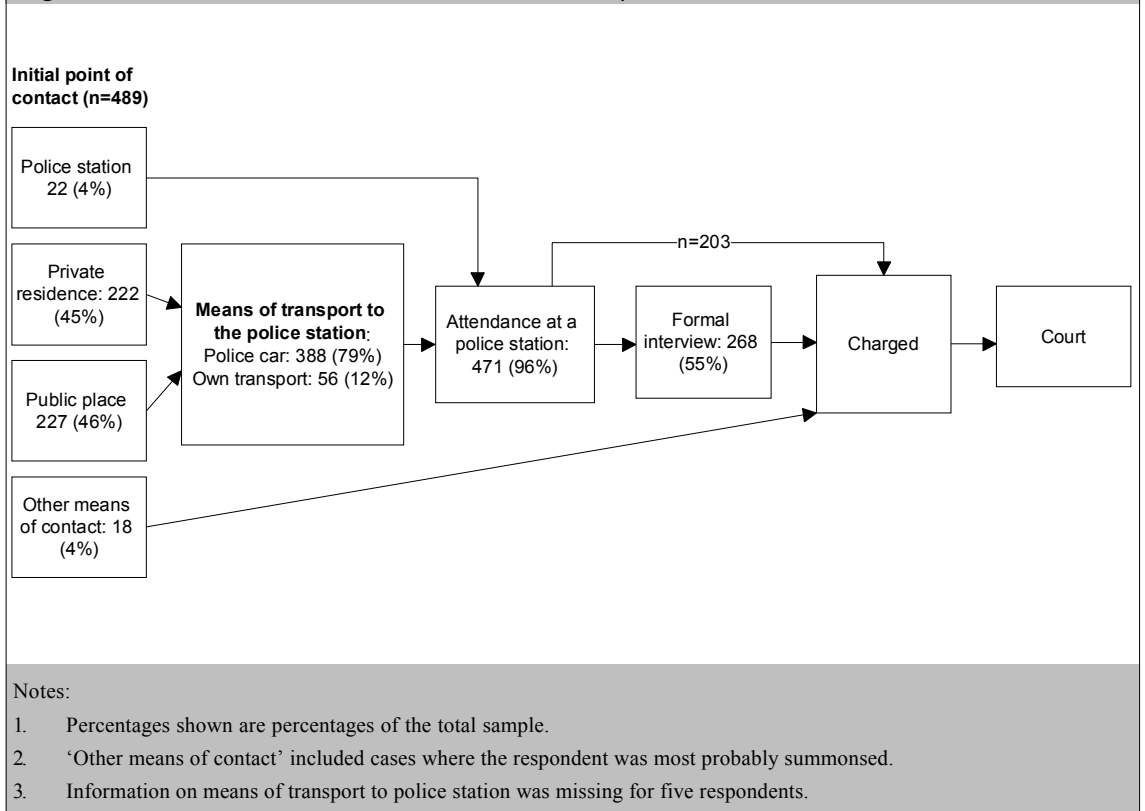 Initial point of
contact (n=489)
Police station
22 (4%)
Private
residence: 222
(45%)
Public place
227 (46%)
Other means
of contact: 18
(4%)
Means of transport to
the police station:
Police car: 388 (79%)
Own transport: 56 (12%)
Attendance at a
police station:
471 (96%)
n=203
Formal
interview: 268
(55%)
Charged
Court
Notes:
1. Percentages shown are percentages of the total sample.
2. ‘Other means of contact’ included cases where the respondent was most probably summonsed.
3. Information on means of transport to police station was missing for five respondents.